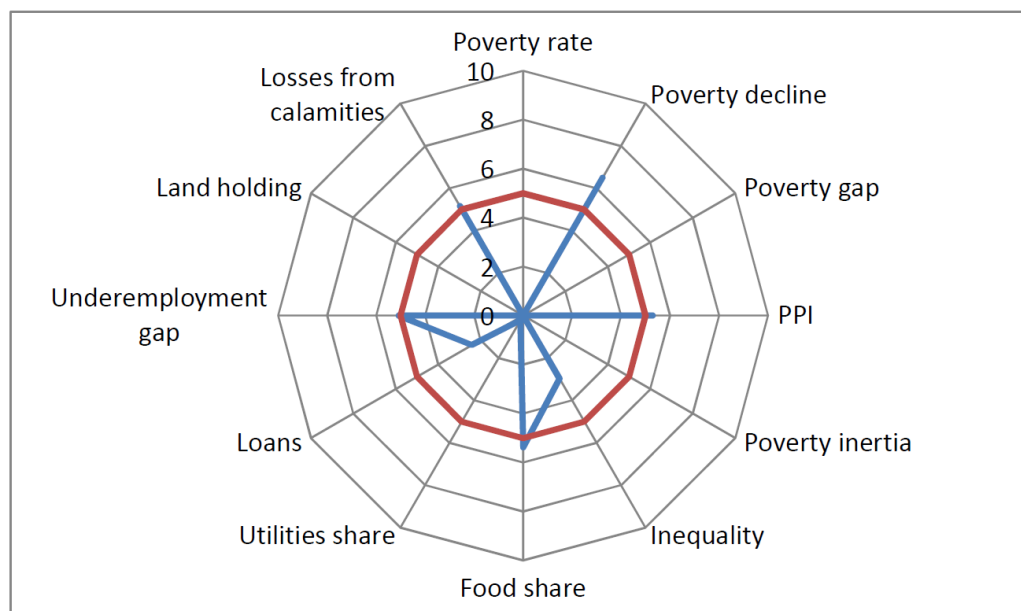 Poverty rate
10
Losses from
calamities
Poverty decline
8
Land holding
6
Poverty gap
4
2
Underemployment
gap
0
PPI
Loans
Poverty inertia
Utilities share
Inequality
Food share